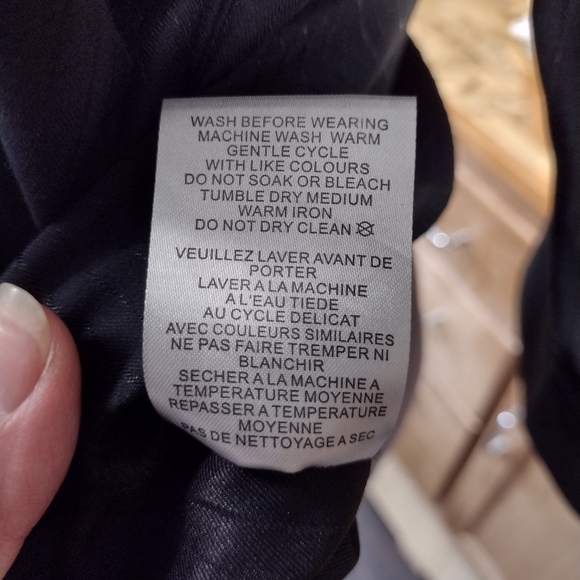 WASH BEFORE WEARING
MACHINE WASH WARM
GENTLE CYCLE
WITH LIKE COLOURS
DO NOT SOAK OR BLEACH
TUMBLE DRY MEDIUM
WARM IRON
DO NOT DRY CLEAN
VEUILLEZ LAVER AVANT DE
PORTER
LAVER A LA MACHINE
A L'EAU TIEDE
AU CYCLE DELICAT
AVEC COULEURS SIMILAIRES
NE PAS FAIRE TREMPER NI
BLANCHIR
SECHER A LA MACHINE A
TEMPERATURE MOYENNE
REPASSER A TEMPERATURE
MOYENNE
PAS DE NETTOYAGE A SEC